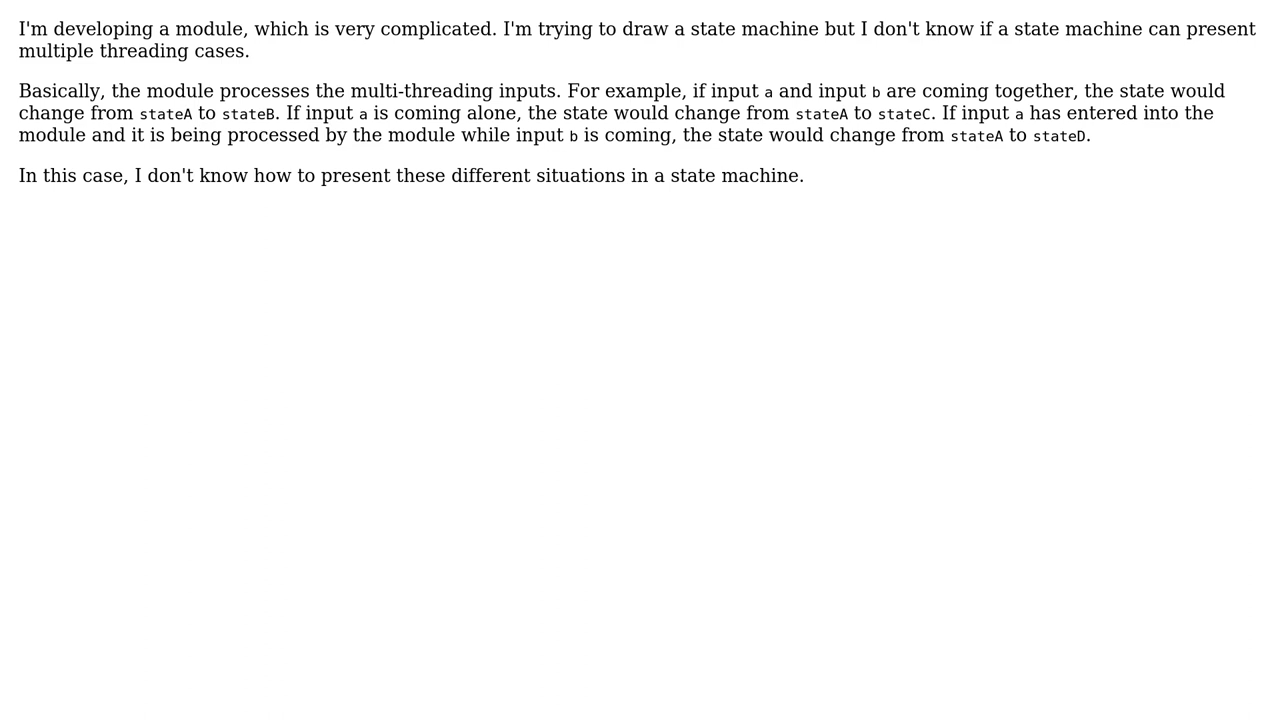 I'm developing a module, which is very complicated. I'm trying to draw a state machine but I don't know if a state machine can present
multiple threading cases.
Basically, the module processes the multi-threading inputs. For example, if input a and input b are coming together, the state would
change from stateA to stateB. If input a is coming alone, the state would change from stateA to stateC. If input a has entered into the
module and it is being processed by the module while input b is coming, the state would change from stateA to stateD.
In this case, I don't know how to present these different situations in a state machine.